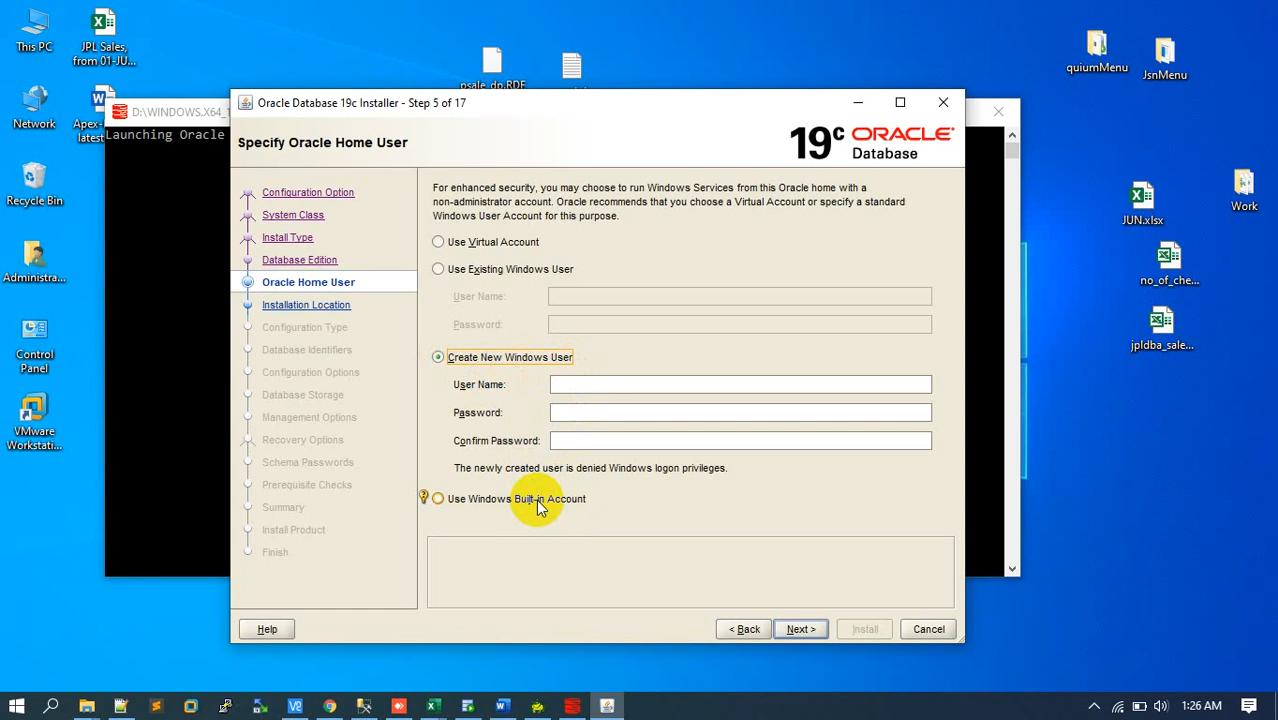 This PC
JPL Sales,
from 01-JU...
psale_dp.RDF
quiumMenu
JsnMenu
Network
Apex-
latest
D:\WINDOWS.X64_1
Launching Oracle
Recycle Bin
Administra...
Control
Panel
VMware
Workstati...
JUN.xlsx
Work
no_of_che...
jpldba_sale...
Oracle Database 19c Installer - Step 5 of 17
Specify Oracle Home User
19c ORACLE
Database
Configuration Option
System Class
Install Type
Database Edition
Oracle Home User
Installation Location
Configuration Type
Database Identifiers
Configuration Options
Database Storage
Management Options
Recovery Options
Schema Passwords
Prerequisite Checks
Summary
Install Product
Finish
For enhanced security, you may choose to run Windows Services from this Oracle home with a
non-administrator account. Oracle recommends that you choose a Virtual Account or specify a standard
Windows User Account for this purpose.
Use Virtual Account
Use Existing Windows User
User Name:
Password:
Create New Windows User
User Name:
Password:
Confirm Password:
The newly created user is denied Windows logon privileges.
Use Windows Built-in Account
Help
< Back
Next >
Install
Cancel
1:26 AM